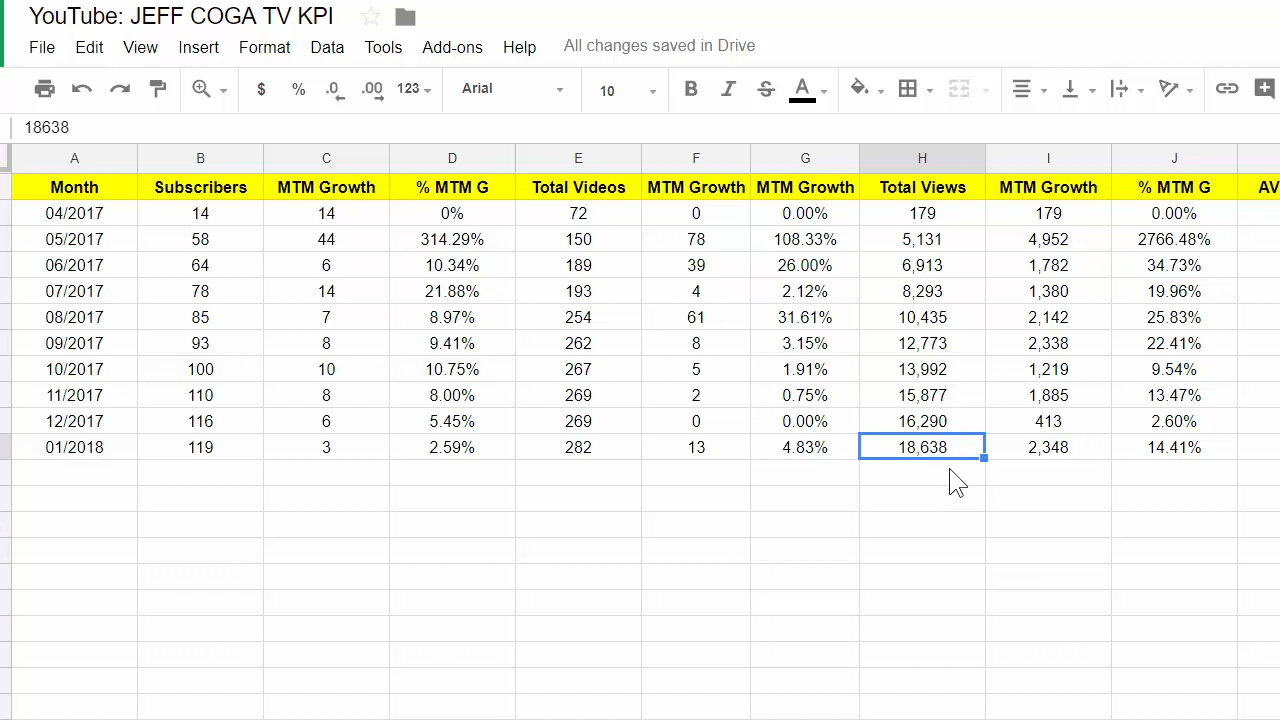 YouTube: JEFF COGA TV KPI
File Edit View Insert Format Data Tools Add-ons Help All changes saved in Drive
$ % .0 .00 123 Arial 10 B I S A
18638
A B C D E F G H I J
Month Subscribers MTM Growth % MTM G Total Videos MTM Growth MTM Growth Total Views MTM Growth % MTM G AV
04/2017 14 14 0% 72 0 0.00% 179 179 0.00%
05/2017 58 44 314.29% 150 78 108.33% 5,131 4,952 2766.48%
06/2017 64 6 10.34% 189 39 26.00% 6,913 1,782 34.73%
07/2017 78 14 21.88% 193 4 2.12% 8,293 1,380 19.96%
08/2017 85 7 8.97% 254 61 31.61% 10,435 2,142 25.83%
09/2017 93 8 9.41% 262 8 3.15% 12,773 2,338 22.41%
10/2017 100 10 10.75% 267 5 1.91% 13,992 1,219 9.54%
11/2017 110 8 8.00% 269 2 0.75% 15,877 1,885 13.47%
12/2017 116 6 5.45% 269 0 0.00% 16,290 413 2.60%
01/2018 119 3 2.59% 282 13 4.83% 18,638 2,348 14.41%